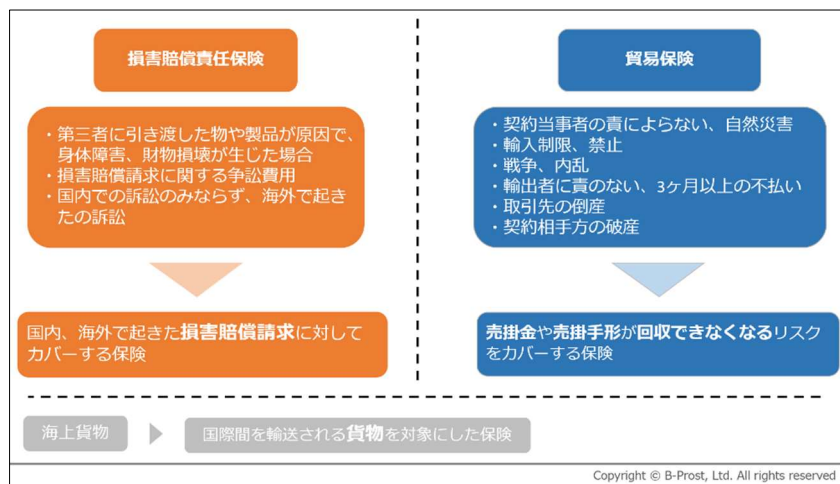 損害賠償責任保険
・第三者に引き渡した物や製品が原因で、
身体障害、財物損壊が生じた場合
・損害賠償請求に関する争訟費用
・国内での訴訟のみならず、海外で起き
たの訴訟
国内、海外で起きた損害賠償請求に対して
カバーする保険
貿易保険
・契約当事者の責によらない、自然災害
・輸入制限、禁止
・戦争、内乱
・輸出者に責のない、3ヶ月以上の不払い
・取引先の倒産
・契約相手方の破産
売掛金や売掛手形が回収できなくなるリスク
をカバーする保険
海上貨物
国際間を輸送される貨物を対象にした保険
Copyright © B-Prost, Ltd. All rights reserved